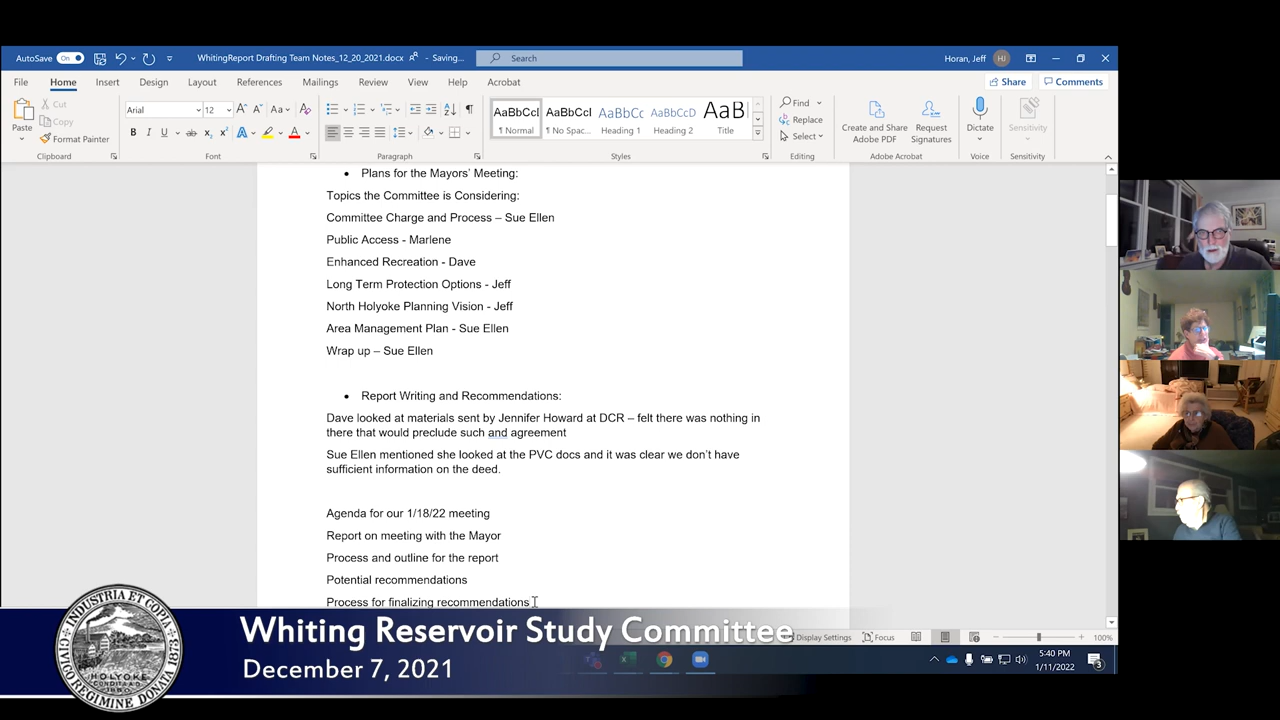 AutoSave On WhitingReport Drafting Team Notes_12_20_2021.docx - Saving... Search Horan, Jeff HJ
File Home Insert Design Layout References Mailings Review View Help Acrobat Share Comments
Paste Cut Copy Format Painter
Arial 12
AaBbCcI AaBbCcI AaBbCc AaBbCcD AaB
¶ Normal ¶ No Spac... Heading 1 Heading 2 Title
Find Replace Select
Create and Share Adobe PDF Request Signatures Dictate Sensitivity
Clipboard Font Paragraph Styles Editing Adobe Acrobat Voice Sensitivity
• Plans for the Mayors' Meeting:
Topics the Committee is Considering:
Committee Charge and Process – Sue Ellen
Public Access - Marlene
Enhanced Recreation - Dave
Long Term Protection Options - Jeff
North Holyoke Planning Vision - Jeff
Area Management Plan - Sue Ellen
Wrap up – Sue Ellen
• Report Writing and Recommendations:
Dave looked at materials sent by Jennifer Howard at DCR – felt there was nothing in
there that would preclude such and agreement
Sue Ellen mentioned she looked at the PVC docs and it was clear we don't have
sufficient information on the deed.
Agenda for our 1/18/22 meeting
Report on meeting with the Mayor
Process and outline for the report
Potential recommendations
Process for finalizing recommendations
Display Settings Focus 100%
Whiting Reservoir Study Committee
December 7, 2021
5:40 PM
1/11/2022
3
INDUSTRIA ET COPIA
HOLYOKE